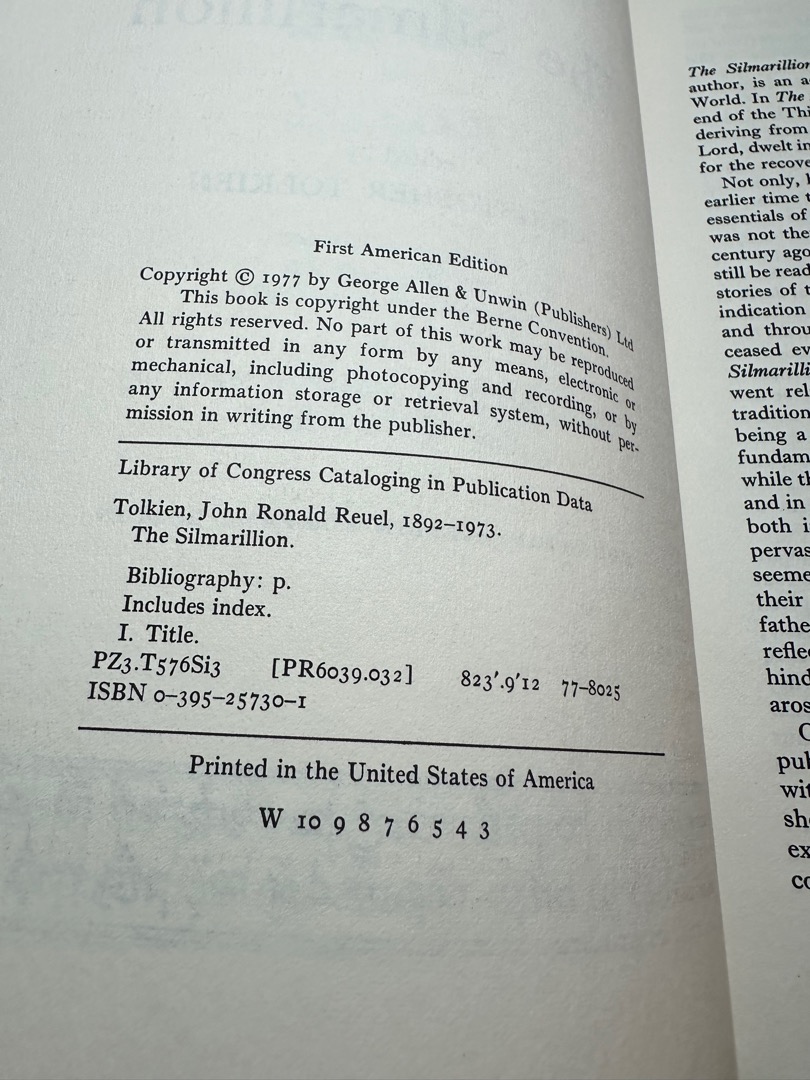 First American Edition
Copyright © 1977 by George Allen & Unwin (Publishers) Ltd
This book is copyright under the Berne Convention.
All rights reserved. No part of this work may be reproduced
or transmitted in any form by any means, electronic or
mechanical, including photocopying and recording, or by
any information storage or retrieval system, without per-
mission in writing from the publisher.
Library of Congress Cataloging in Publication Data
Tolkien, John Ronald Reuel, 1892–1973.
The Silmarillion.
Bibliography: p.
Includes index.
I. Title.
PZ3.T576Si3 [PR6039.032] 823'.9'12 77–8025
ISBN 0–395–25730–1
Printed in the United States of America
W 10 9 8 7 6 5 4 3
The Silmarillion
author, is an a
World. In The
end of the Thi
deriving from
Lord, dwelt in
for the recove
Not only,
earlier time
essentials of
was not the
century ago
still be read
stories of
indication
and throu
ceased ev
Silmarilli
went rel
tradition
being a
fundam
while th
and in
both i
pervas
seeme
their
fathe
refle
hind
aros
pul
wit
sh
ex
co